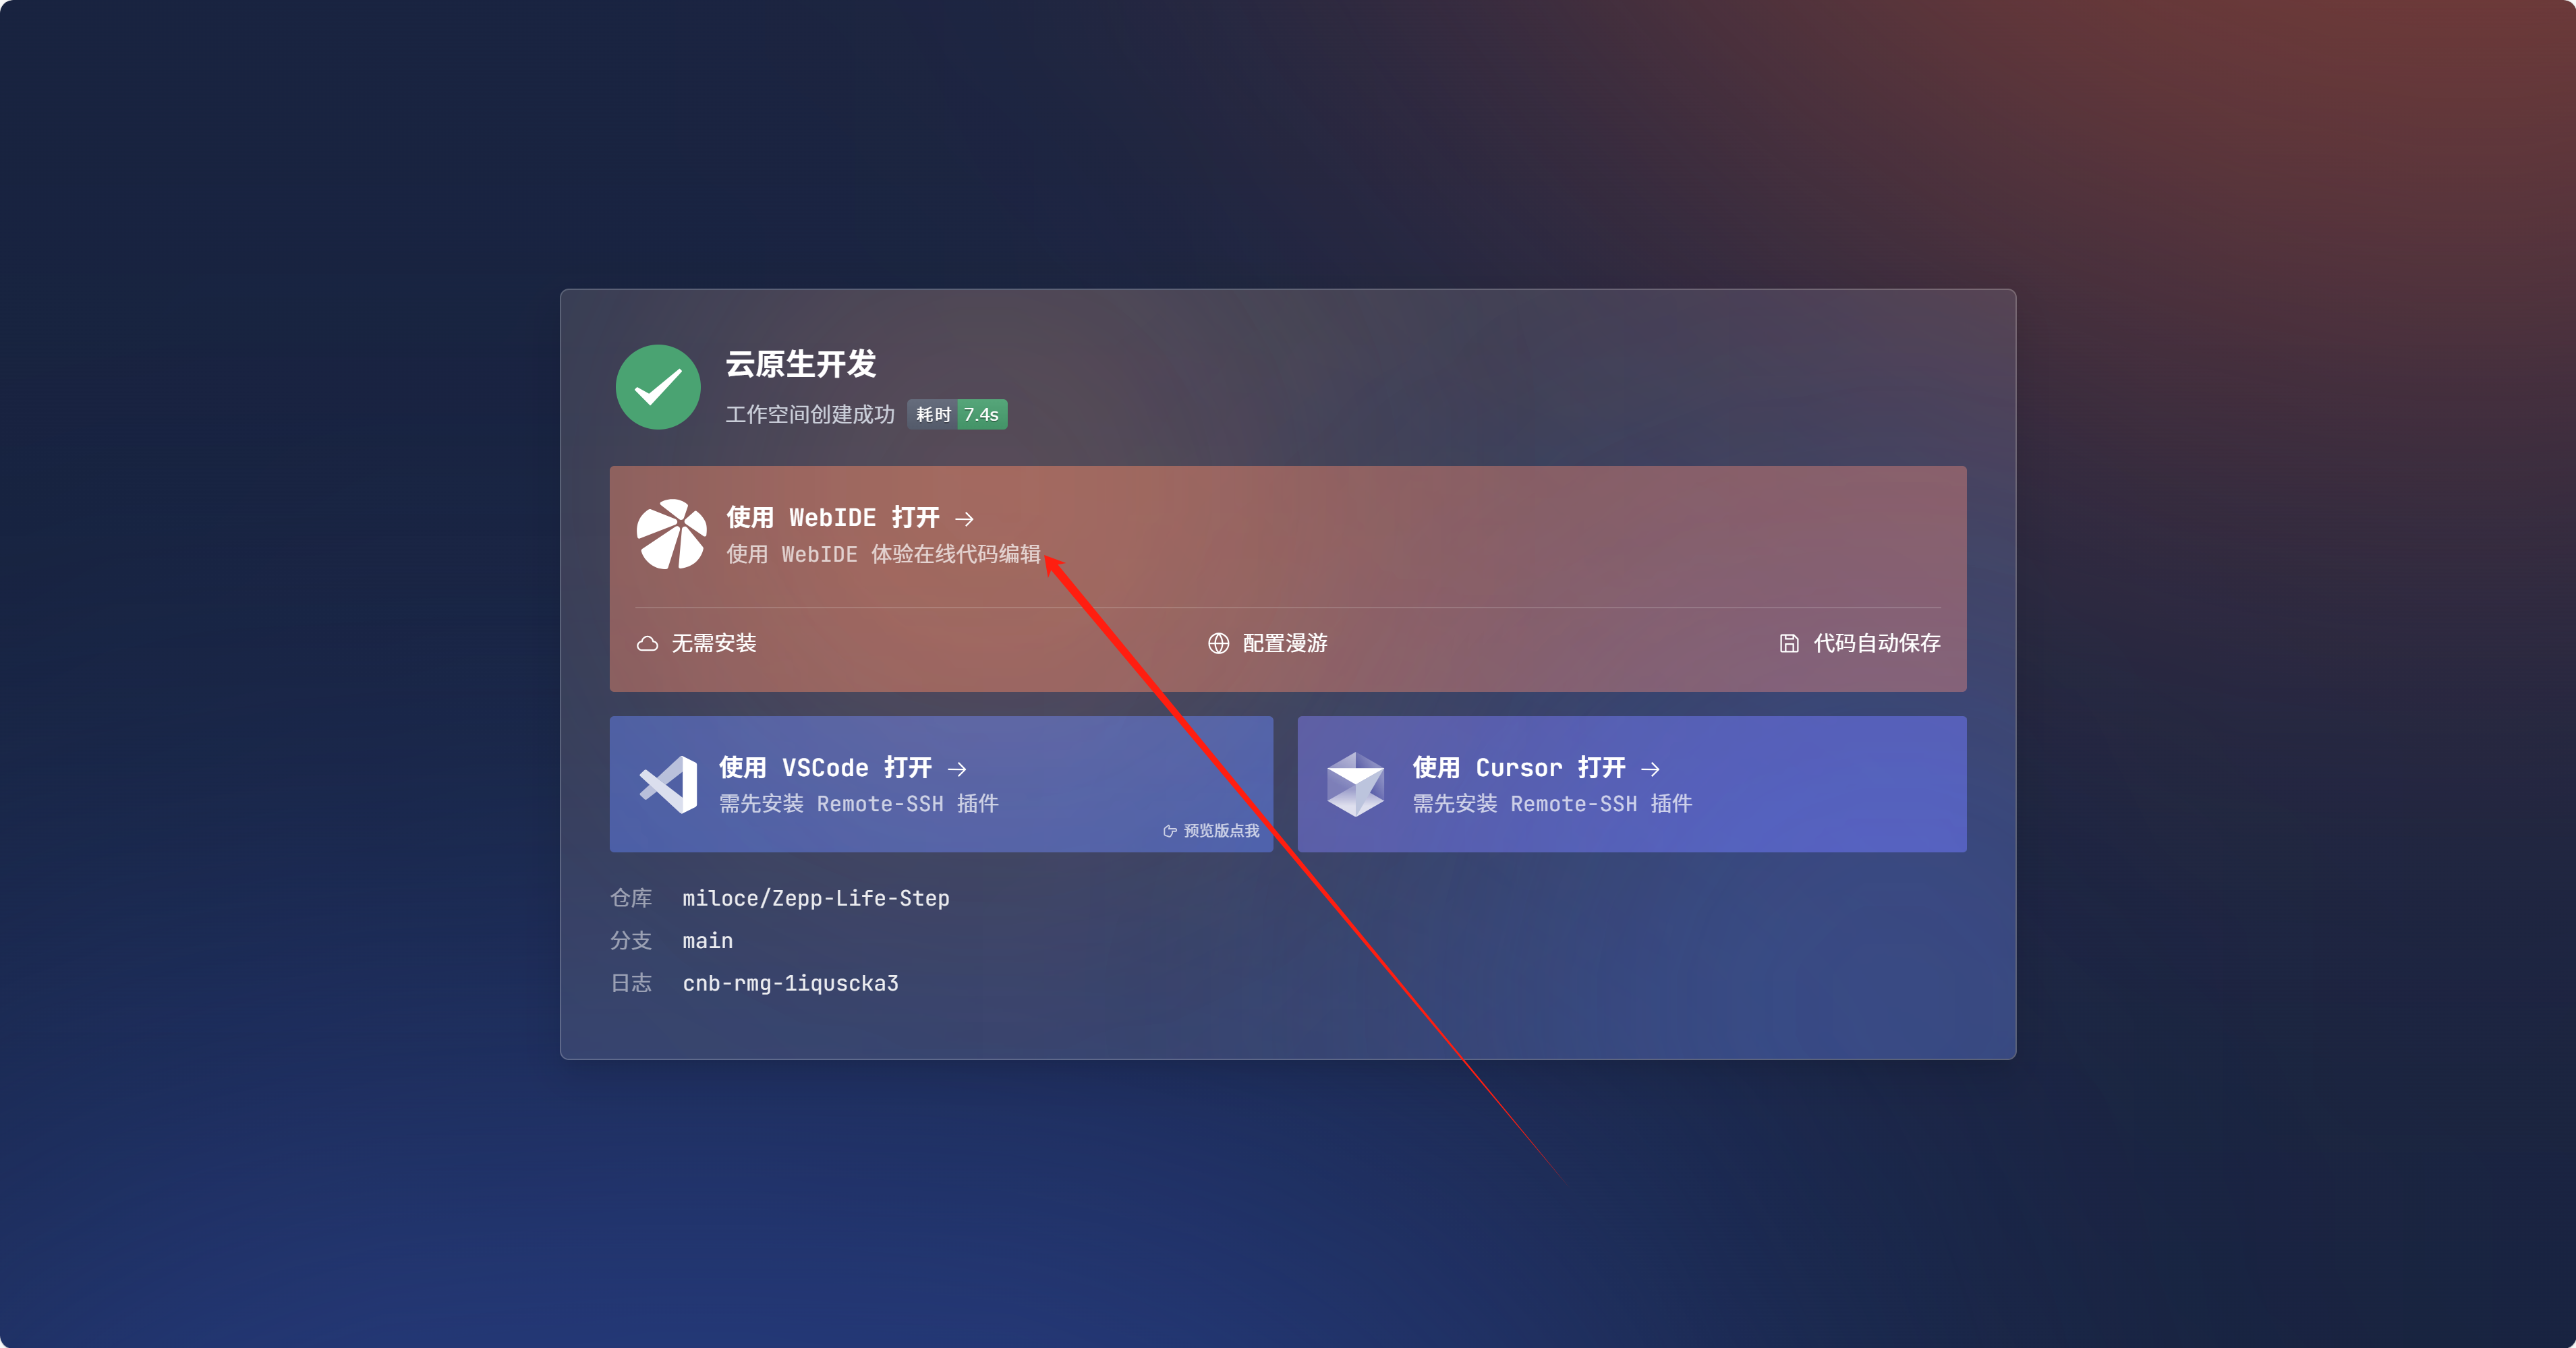 云原生开发
工作空间创建成功 耗时 7.4s
使用 WebIDE 打开 →
使用 WebIDE 体验在线代码编辑
无需安装
配置漫游
代码自动保存
使用 VSCode 打开 →
需先安装 Remote-SSH 插件
预览版点我
使用 Cursor 打开 →
需先安装 Remote-SSH 插件
仓库 miloce/Zepp-Life-Step
分支 main
日志 cnb-rmg-1iquscka3